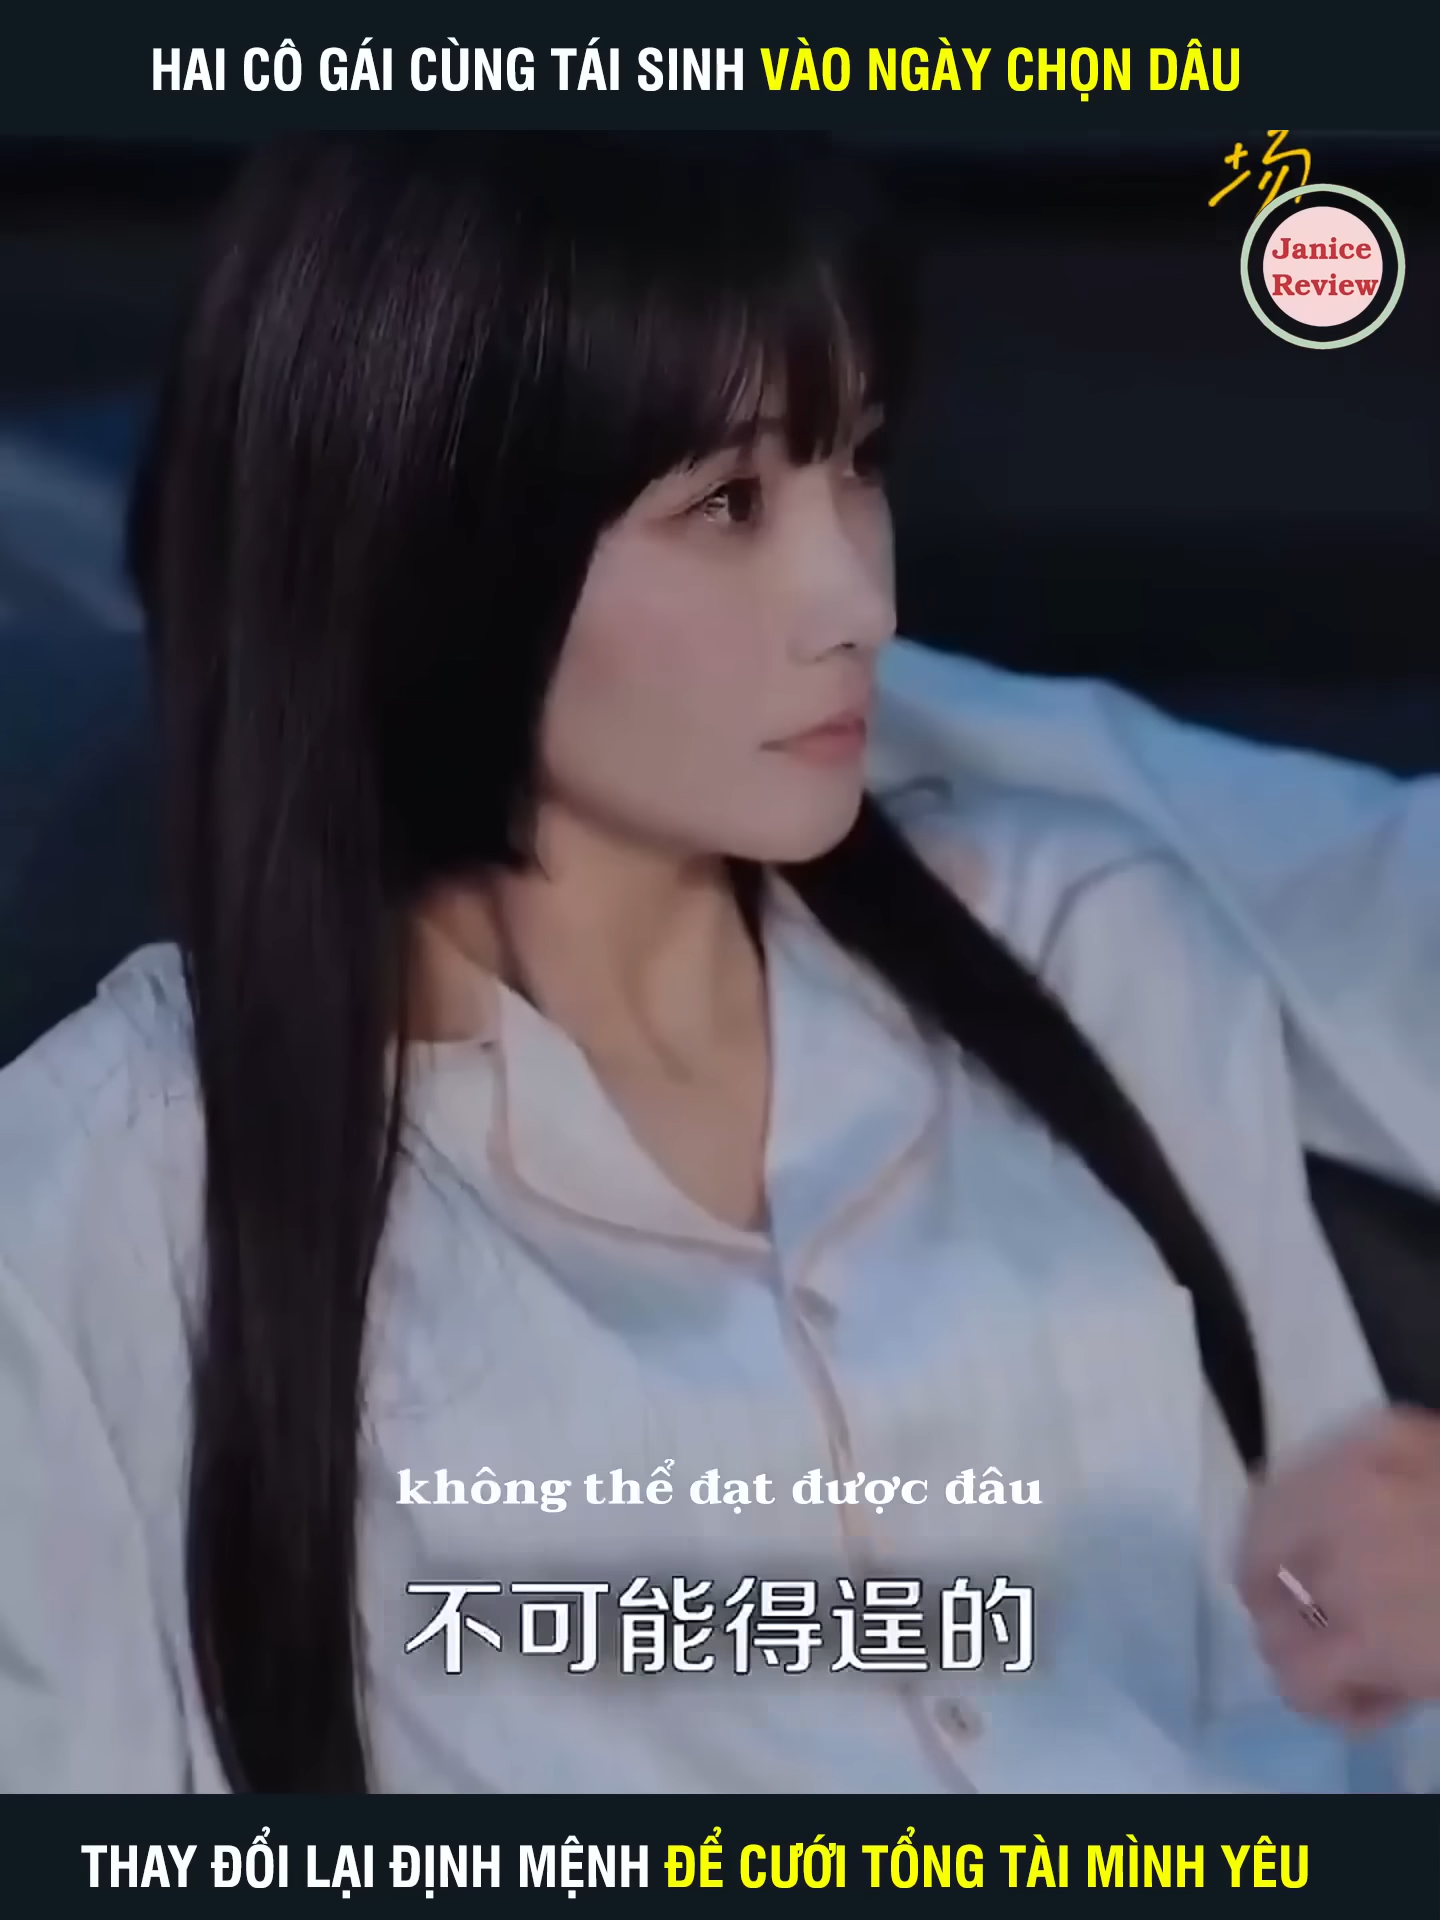 HAI CÔ GÁI CÙNG TÁI SINH VÀO NGÀY CHỌN DÂU
场
Janice
Review
không thể đạt được đâu
不可能得逞的
THAY ĐỔI LẠI ĐỊNH MỆNH ĐỂ CƯỚI TỔNG TÀI MÌNH YÊU